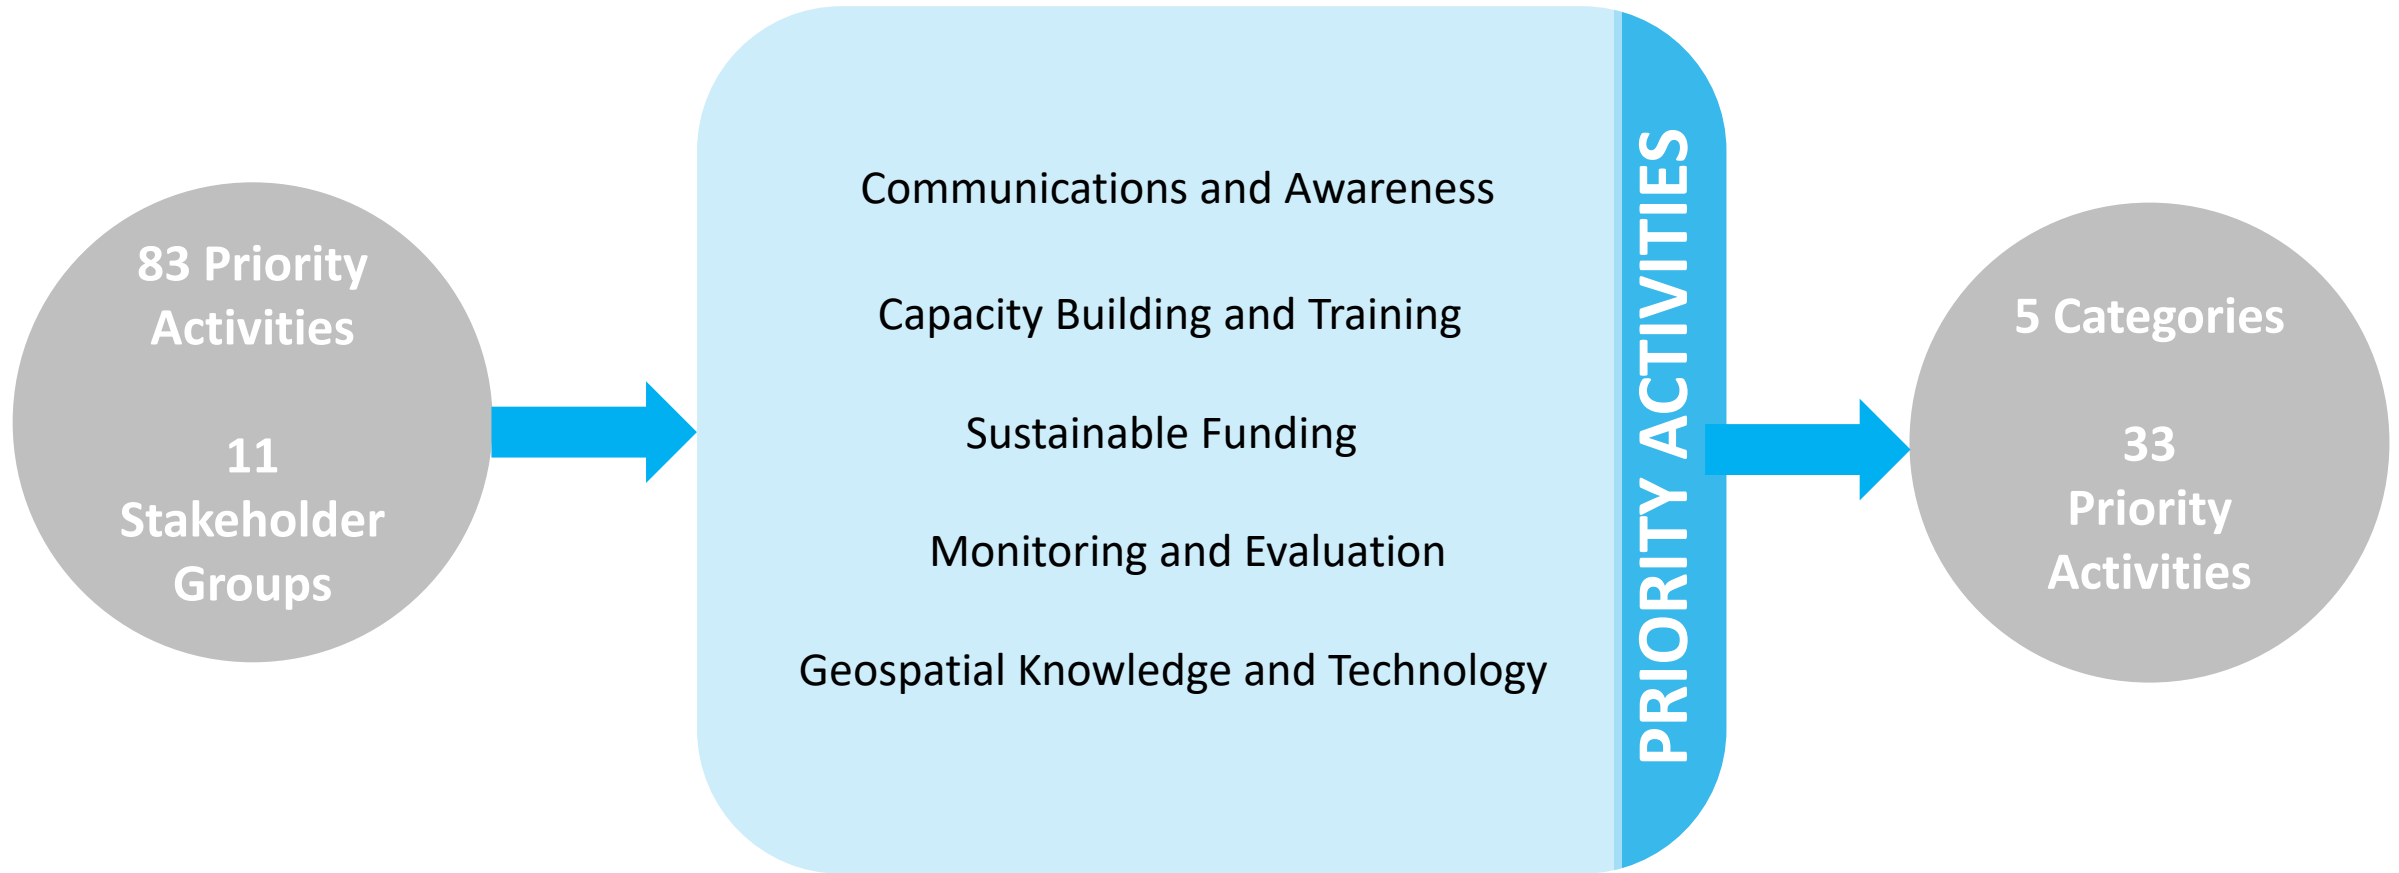 83 Priority
Activities
11
Stakeholder
Groups
Communications and Awareness
Capacity Building and Training
Sustainable Funding
Monitoring and Evaluation
Geospatial Knowledge and Technology
PRIORITY ACTIVITIES
5 Categories
33
Priority
Activities